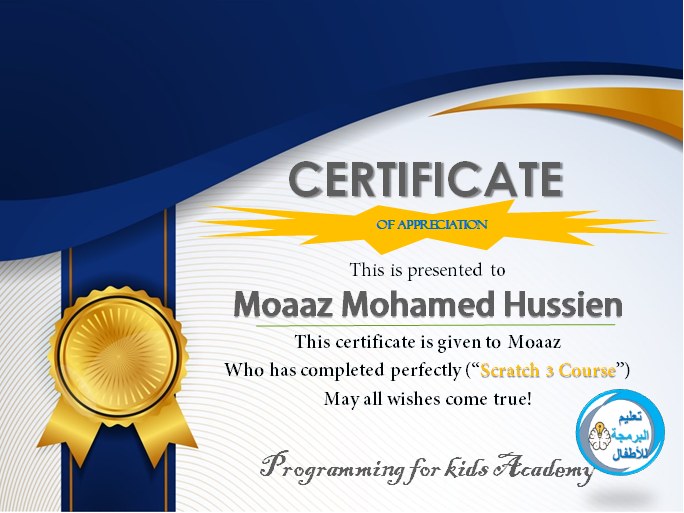 CERTIFICATE
OF APPRECIATION
This is presented to
Moaaz Mohamed Hussien
This certificate is given to Moaaz
Who has completed perfectly (“Scratch 3 Course”)
May all wishes come true!
تعليم
البرمجة
للأطفال
Programming for kids Academy